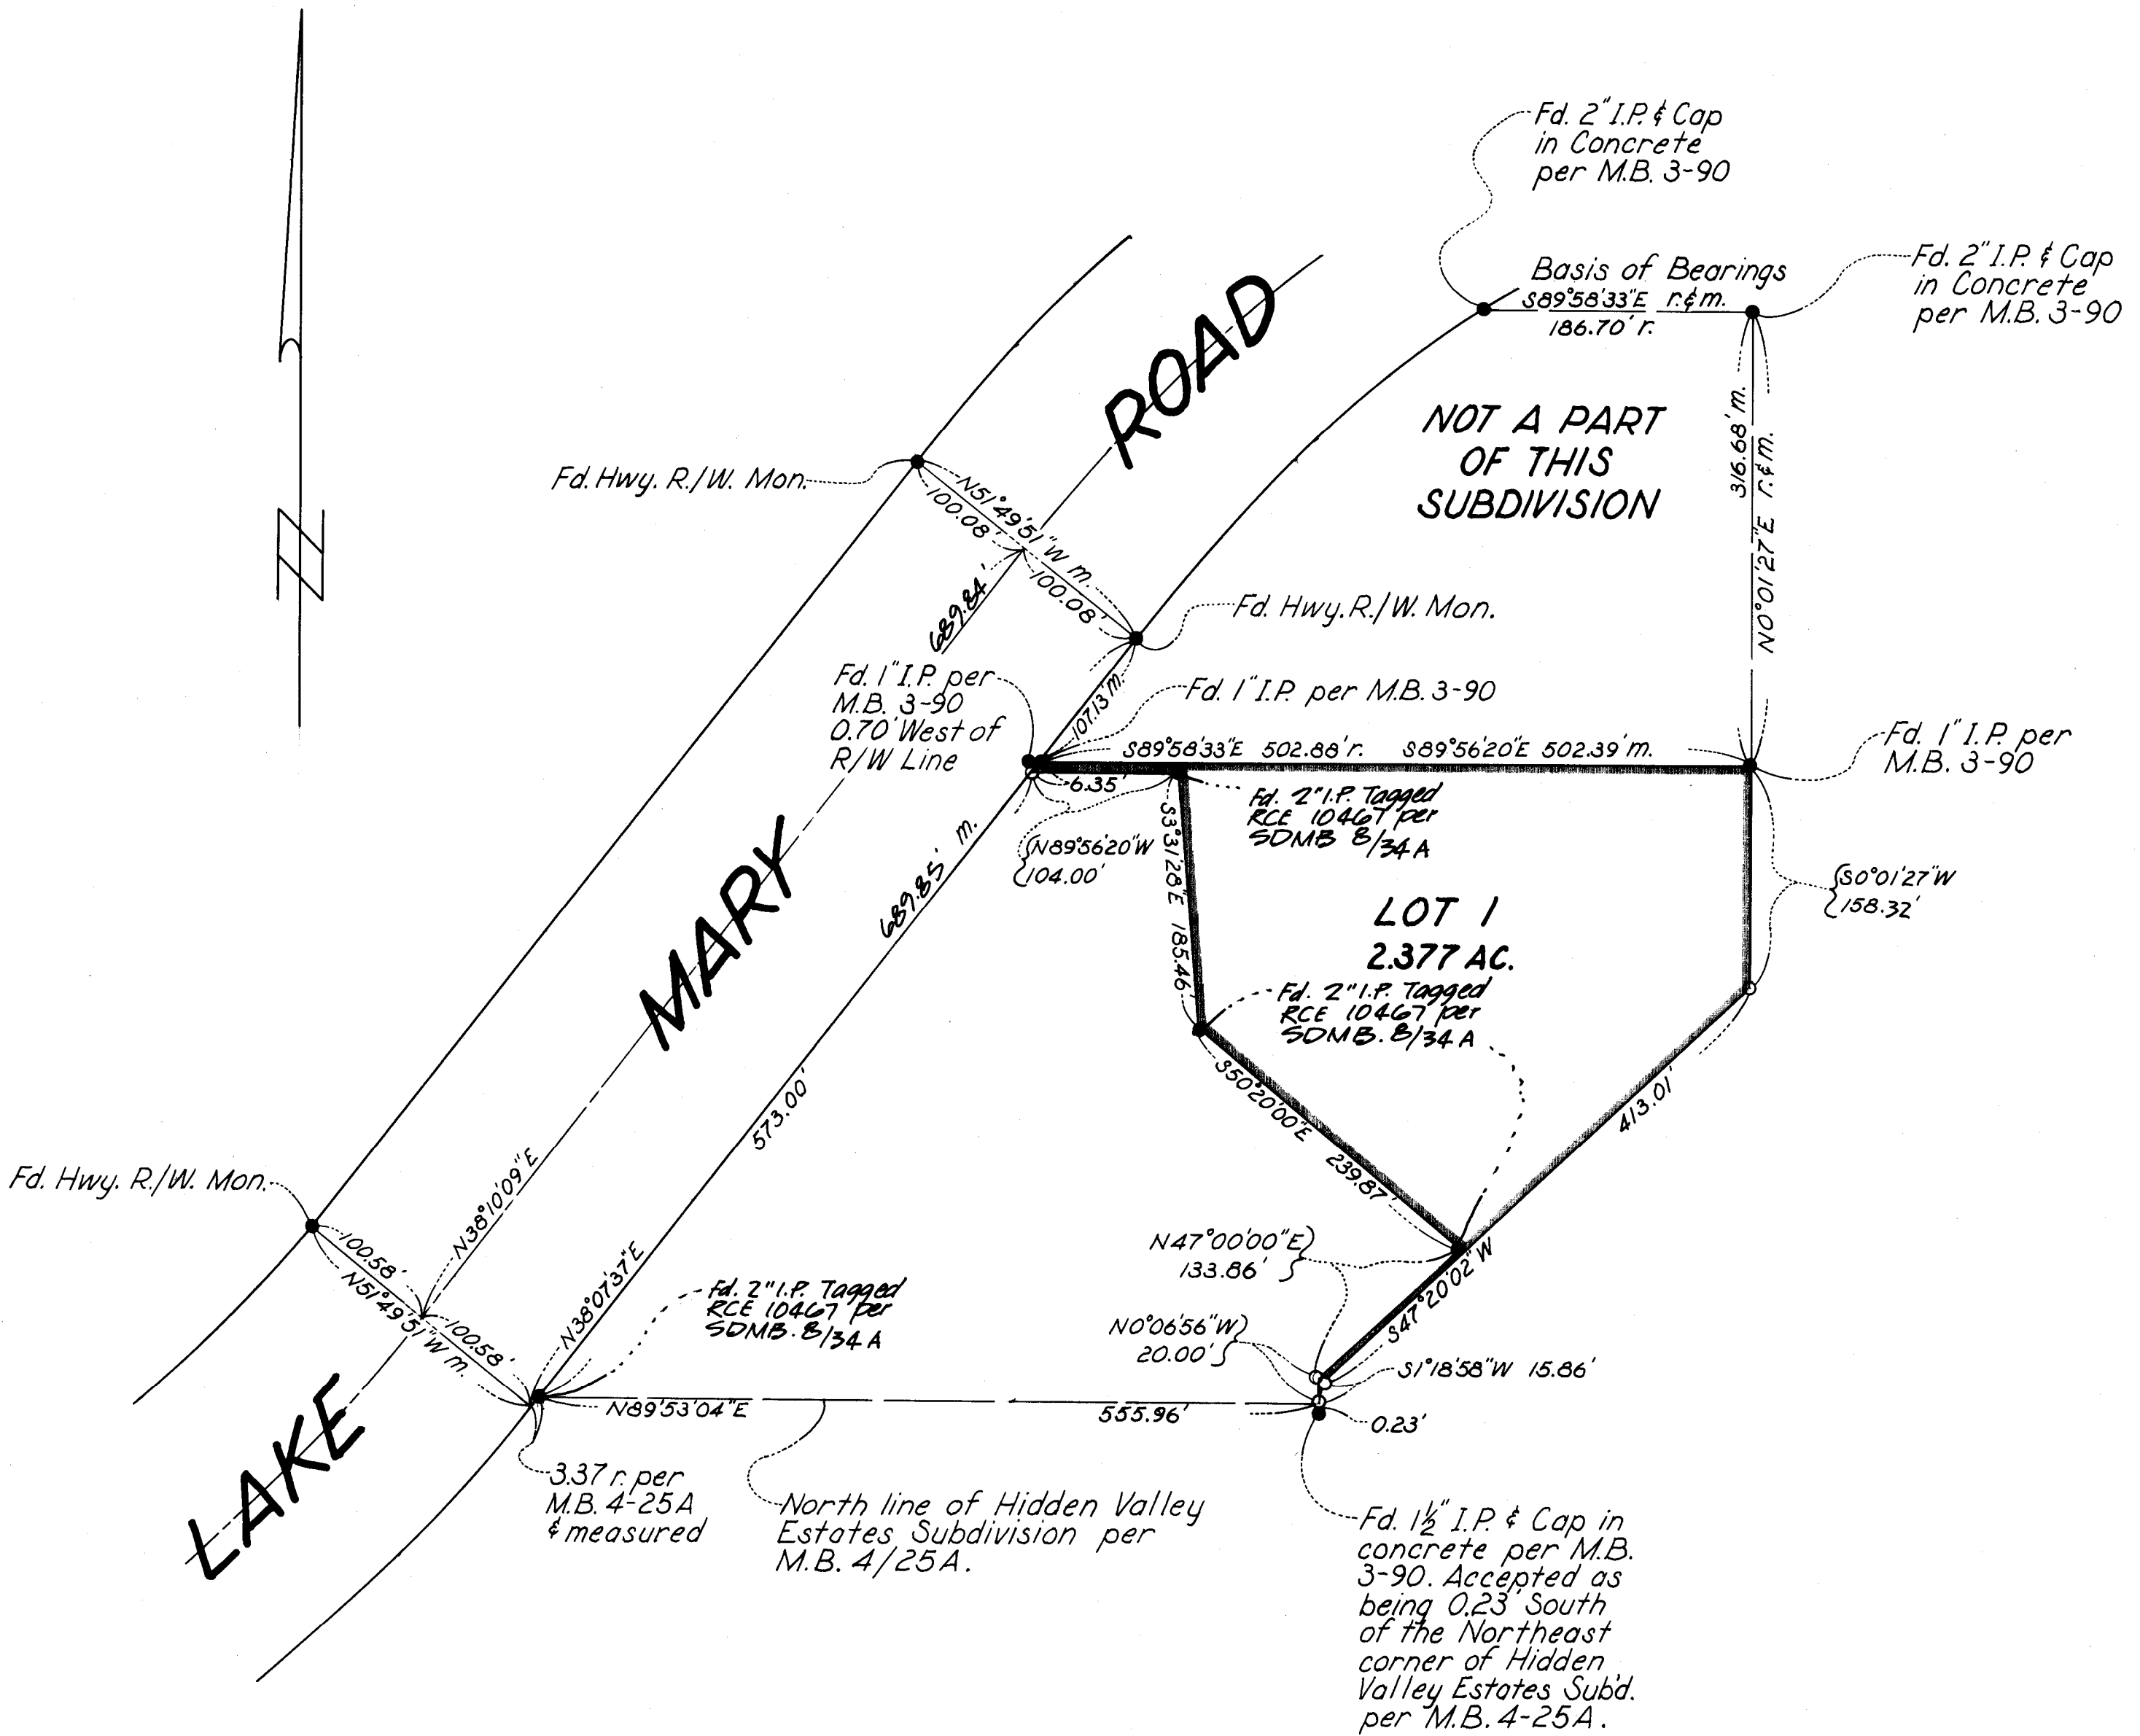 Fd. 2" I.P. & Cap
in Concrete
per M.B. 3-90
Basis of Bearings
S89°58'33"E r.&m.
186.70' r.
Fd. 2" I.P. & Cap
in Concrete
per M.B. 3-90
NOT A PART
OF THIS
SUBDIVISION
316.68' m.
N0°01'27"E r.&m.
Fd. Hwy. R./W. Mon.
N51°49'51"W m.
100.08'
100.08'
689.84'
Fd. Hwy. R./W. Mon.
Fd. 1" I.P. per
M.B. 3-90
0.70' West of
R/W Line
107.13' m.
Fd. 1" I.P. per M.B. 3-90
S89°58'33"E 502.88' r. S89°56'20"E 502.39' m.
Fd. 1" I.P. per
M.B. 3-90
6.35'
N89°56'20"W
104.00'
Fd. 2" I.P. Tagged
RCE 10467 per
SDMB 8/34A
S3°31'28"E 185.46'
S0°01'27"W
158.32'
LOT 1
2.377 AC.
Fd. 2" I.P. Tagged
RCE 10467 per
SDMB. 8/34A
S50°20'00"E
239.87'
413.01'
S47°20'02"W
N47°00'00"E
133.86'
N0°06'56"W
20.00'
S1°18'58"W 15.86'
0.23'
689.85' m.
573.00'
N38°07'37"E
LAKE MARY ROAD
N38°10'09"E
Fd. Hwy. R./W. Mon.
100.58'
N51°49'51"W m.
100.58'
Fd. 2" I.P. Tagged
RCE 10467 per
SDMB. 8/34A
N89°53'04"E
555.96'
3.37 r. per
M.B. 4-25A
& measured
North line of Hidden Valley
Estates Subdivision per
M.B. 4/25A.
Fd. 1½" I.P. & Cap in
concrete per M.B.
3-90. Accepted as
being 0.23' South
of the Northeast
corner of Hidden
Valley Estates Sub'd.
per M.B. 4-25A.